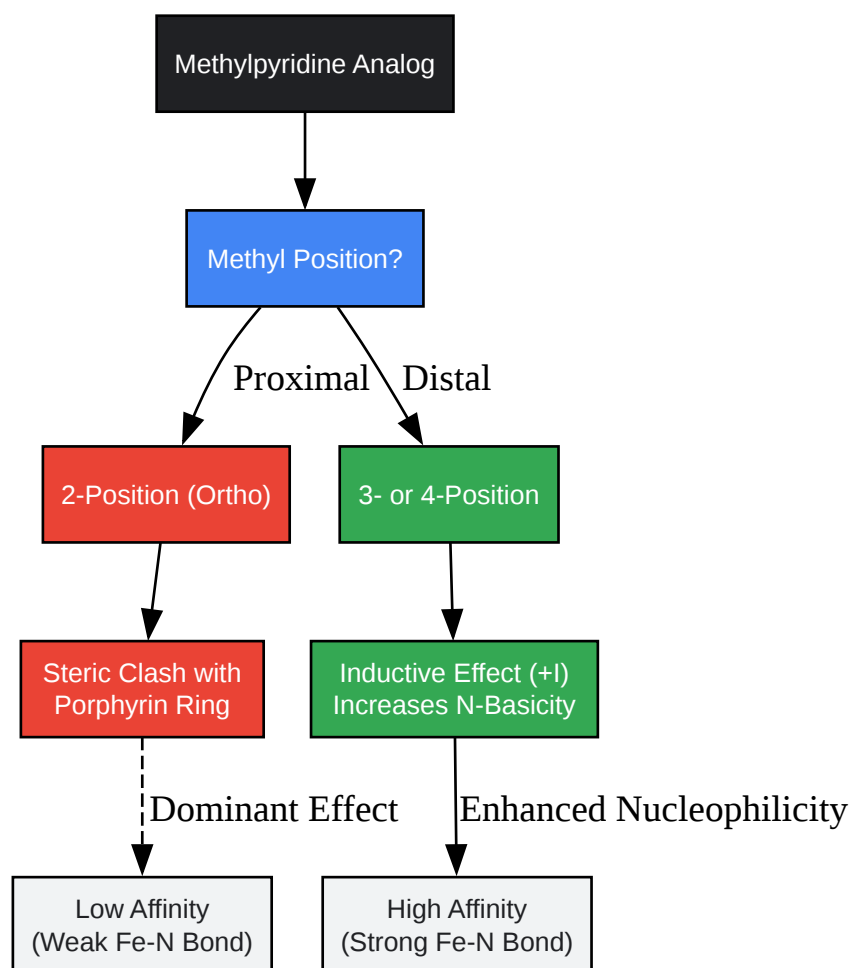 Methylpyridine Analog
Methyl Position?
Proximal
Distal
2-Position (Ortho)
3- or 4-Position
Steric Clash with
Porphyrin Ring
Inductive Effect (+I)
Increases N-Basicity
Dominant Effect
Enhanced Nucleophilicity
Low Affinity
(Weak Fe-N Bond)
High Affinity
(Strong Fe-N Bond)